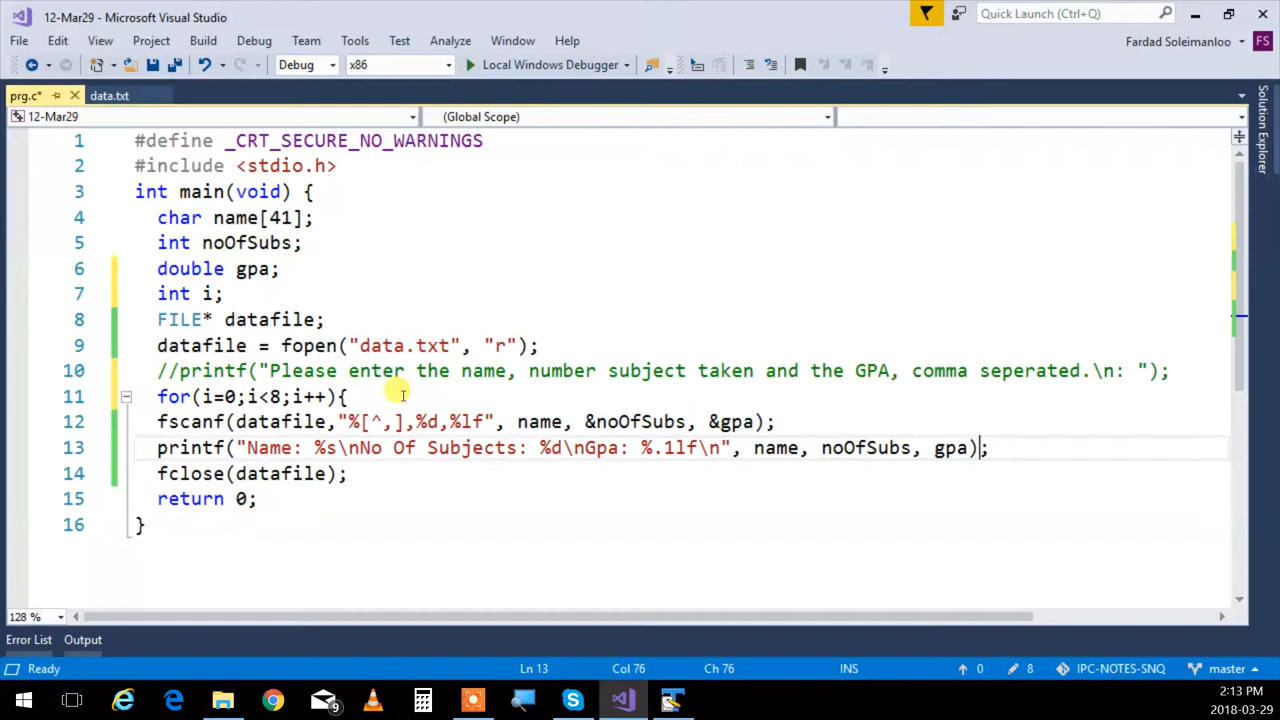 12-Mar29 - Microsoft Visual Studio
Quick Launch (Ctrl+Q)
File Edit View Project Build Debug Team Tools Test Analyze Window Help
Fardad Soleimanloo FS
Debug x86 Local Windows Debugger
prg.c* data.txt
12-Mar29 (Global Scope)
Solution Explorer
1 #define _CRT_SECURE_NO_WARNINGS
2 #include <stdio.h>
3 int main(void) {
4 char name[41];
5 int noOfSubs;
6 double gpa;
7 int i;
8 FILE* datafile;
9 datafile = fopen("data.txt", "r");
10 //printf("Please enter the name, number subject taken and the GPA, comma seperated.\n: ");
11 for(i=0;i<8;i++){
12 fscanf(datafile,"%[^,],%d,%lf", name, &noOfSubs, &gpa);
13 printf("Name: %s\nNo Of Subjects: %d\nGpa: %.1lf\n", name, noOfSubs, gpa);
14 fclose(datafile);
15 return 0;
16 }
128 %
Error List Output
Ready Ln 13 Col 76 Ch 76 INS 0 8 IPC-NOTES-SNQ master
9
2:13 PM
2018-03-29